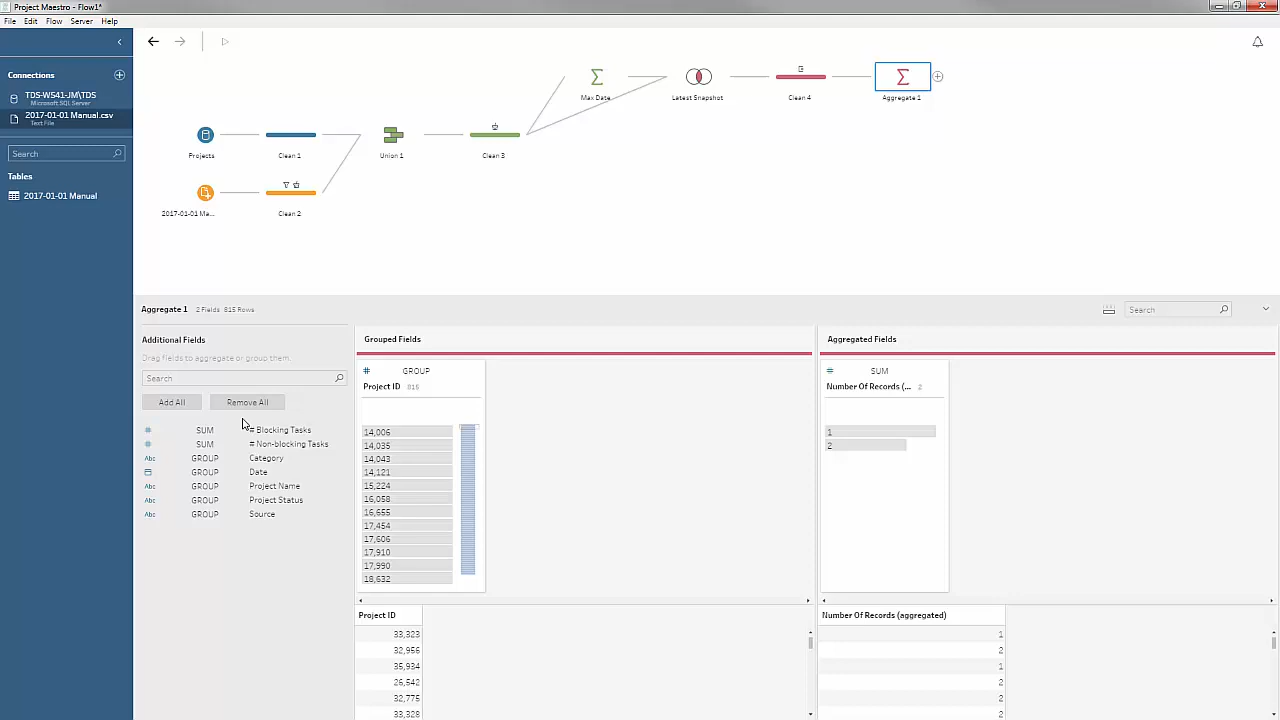 Project Maestro - Flow1*
File Edit Flow Server Help
Connections
TDS-W541-JM\TDS
Microsoft SQL Server
2017-01-01 Manual.csv
Text File
Search
Tables
2017-01-01 Manual
Max Date
Latest Snapshot
Clean 4
Aggregate 1
Projects
Clean 1
Union 1
Clean 3
2017-01-01 Ma...
Clean 2
Aggregate 1 2 Fields 815 Rows
Search
Additional Fields
Drag fields to aggregate or group them.
Search
Add All Remove All
# SUM # Blocking Tasks
# SUM # Non-blocking Tasks
Abc GROUP Category
GROUP Date
Abc GROUP Project Name
Abc GROUP Project Status
Abc GROUP Source
Grouped Fields
# GROUP
Project ID 815
14,006
14,035
14,043
14,121
15,224
16,058
16,655
17,454
17,606
17,910
17,990
18,632
Aggregated Fields
# SUM
Number Of Records (... 2
1
2
Project ID
33,323
32,956
35,934
26,542
32,775
33,328
Number Of Records (aggregated)
1
2
1
2
2
2